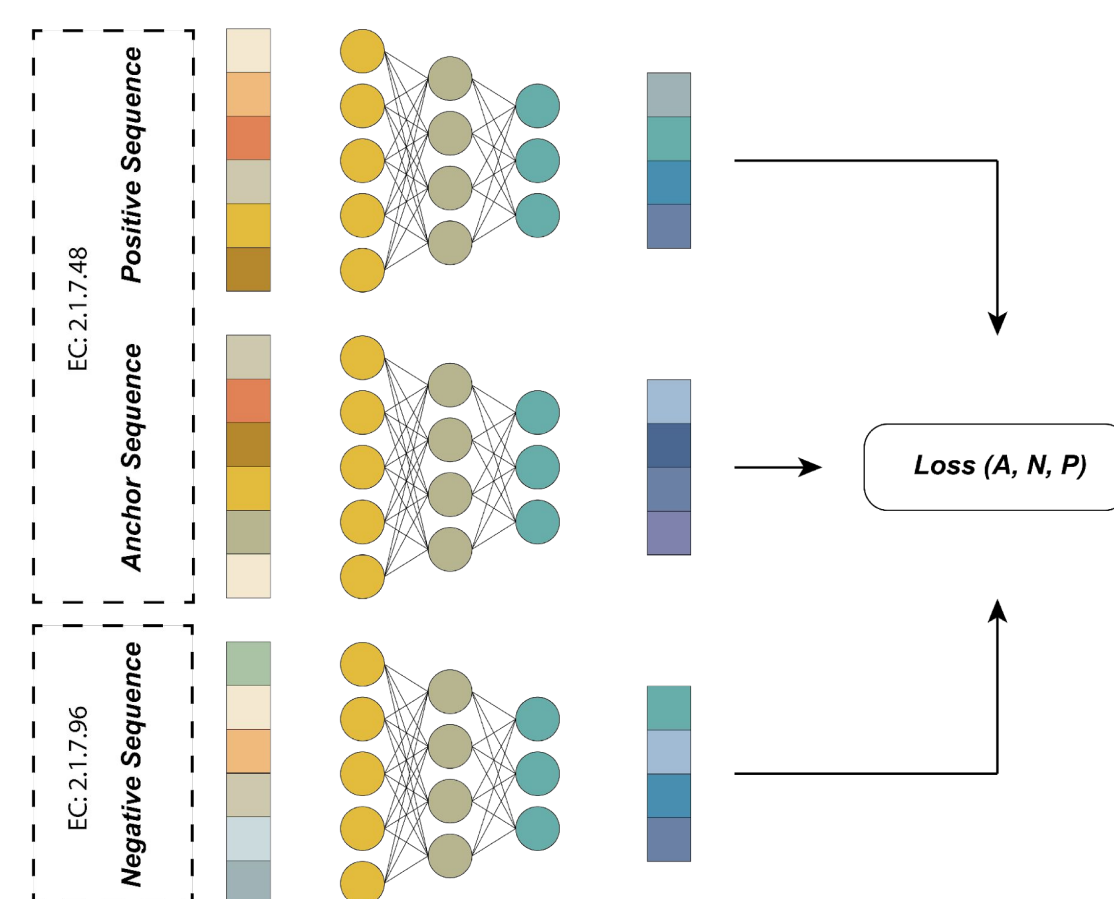 EC: 2.1.7.48
Positive Sequence
Anchor Sequence
Loss (A, N, P)
EC: 2.1.7.96
Negative Sequence